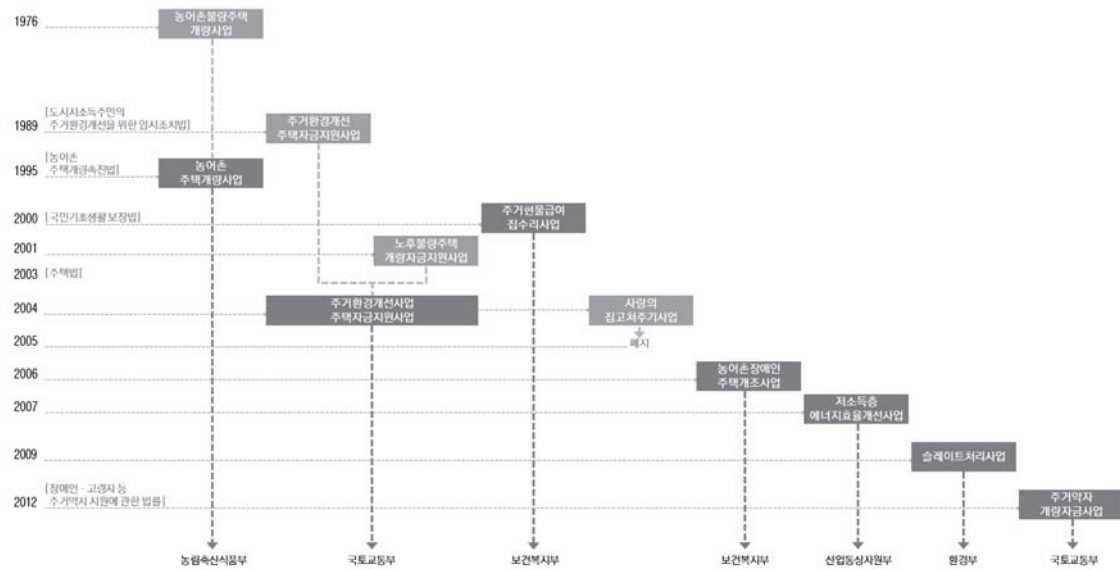 1976
농어촌불량주택
개량사업
1989
[도시저소득주민의
주거환경개선을 위한 임시조치법]
주거환경개선
주택자금지원사업
1995
[농어촌
주택개량촉진법]
농어촌
주택개량사업
2000 [국민기초생활보장법]
주거현물급여
집수리사업
2001
노후불량주택
개량자금지원사업
2003 [주택법]
2004
주거환경개선사업
주택자금지원사업
사랑의
집고쳐주기사업
2005
폐지
2006
농어촌장애인
주택개조사업
2007
저소득층
에너지효율개선사업
2009
슬레이트처리사업
2012
[장애인 · 고령자 등
주거약자 지원에 관한 법률]
주거약자
개량자금사업
농림축산식품부 국토교통부 보건복지부 보건복지부 산업통상자원부 환경부 국토교통부